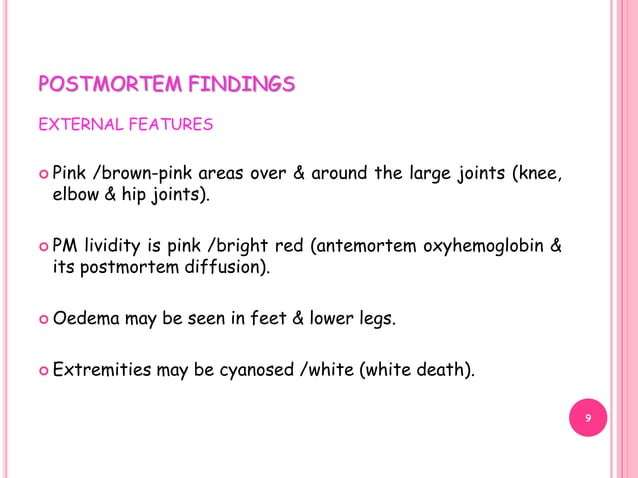 POSTMORTEM FINDINGS
EXTERNAL FEATURES
Pink /brown-pink areas over & around the large joints (knee,
elbow & hip joints).
PM lividity is pink /bright red (antemortem oxyhemoglobin &
its postmortem diffusion).
Oedema may be seen in feet & lower legs.
Extremities may be cyanosed /white (white death).
9